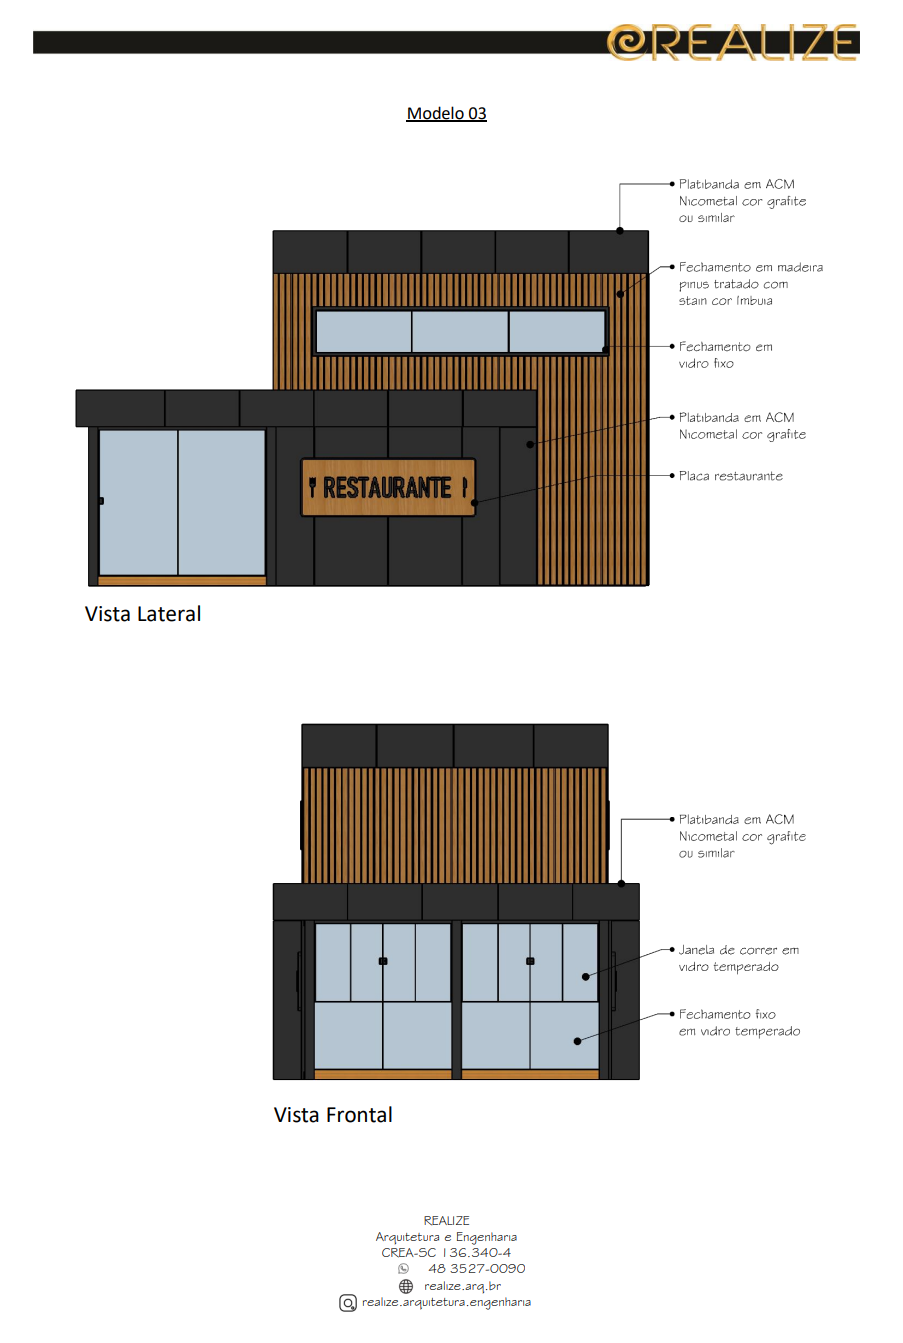 REALIZE
Modelo 03
Platibanda em ACM
Nicometal cor grafite
ou similar
Fechamento em madeira
pinus tratado com
stain cor Imbuia
Fechamento em
vidro fixo
Platibanda em ACM
Nicometal cor grafite
Placa restaurante
RESTAURANTE
Vista Lateral
Platibanda em ACM
Nicometal cor grafite
ou similar
Janela de correr em
vidro temperado
Fechamento fixo
em vidro temperado
Vista Frontal
REALIZE
Arquitetura e Engenharia
CREA-SC 136.340-4
48 3527-0090
realize.arq.br
realize.arquitetura.engenharia